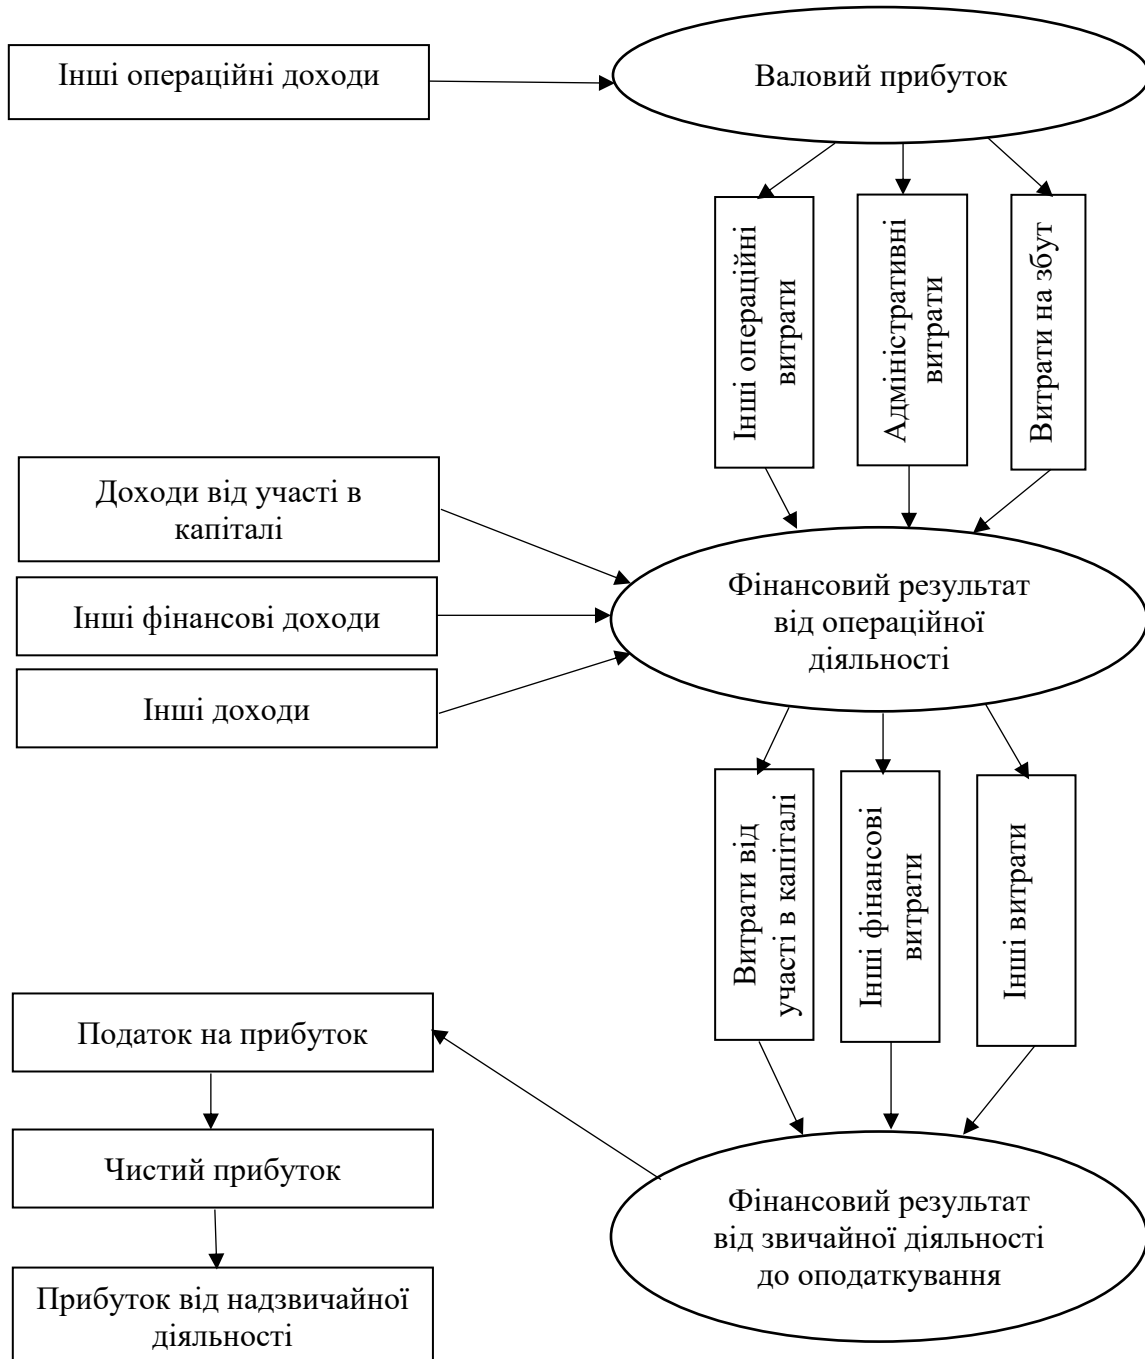 Інші операційні доходи
Валовий прибуток
Інші операційні
витрати
Адміністративні
витрати
Витрати на збут
Доходи від участі в
капіталі
Інші фінансові доходи
Інші доходи
Фінансовий результат
від операційної
діяльності
Витрати від
участі в капіталі
Інші фінансові
витрати
Інші витрати
Податок на прибуток
Чистий прибуток
Прибуток від надзвичайної
діяльності
Фінансовий результат
від звичайної діяльності
до оподаткування